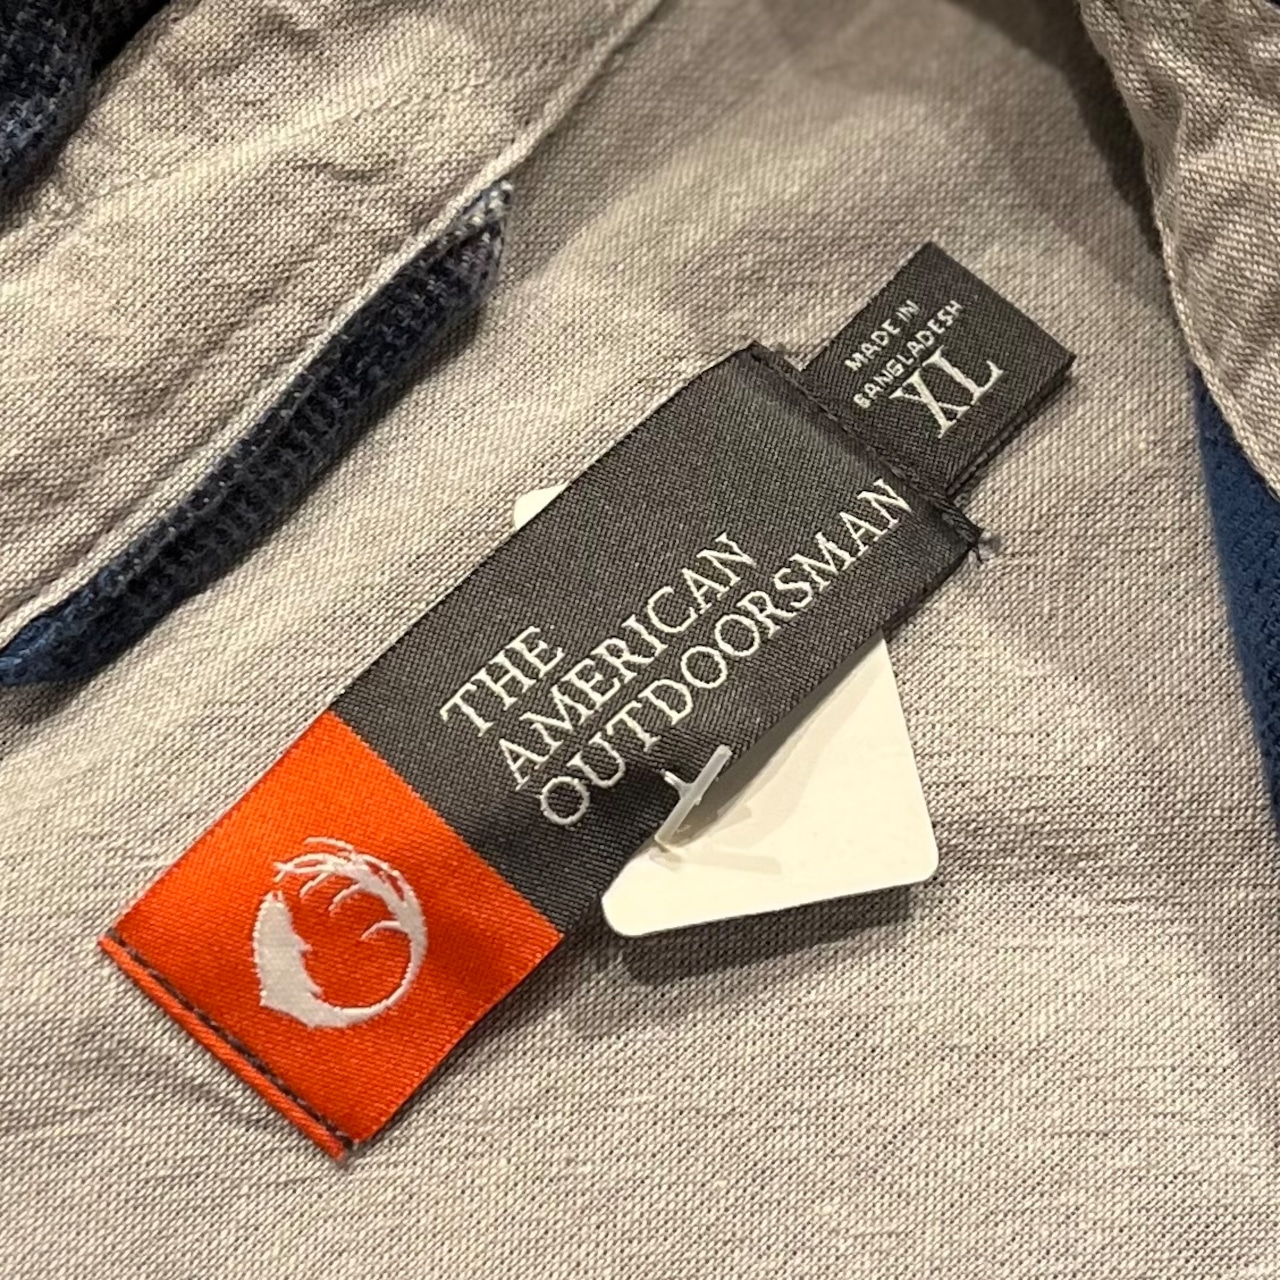 MADE IN
BANGLADESH
XL
THE
AMERICAN
OUTDOORSMAN